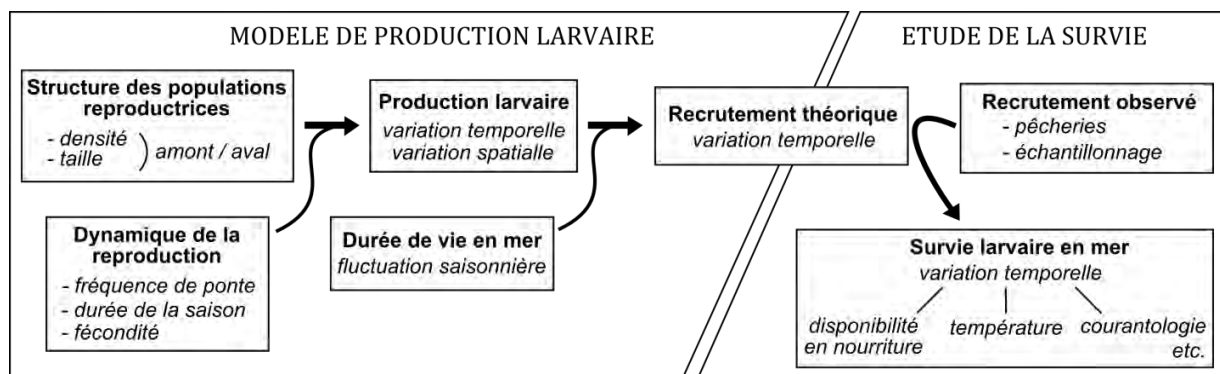 MODELE DE PRODUCTION LARVAIRE
Structure des populations
reproductrices
- densité
- taille
) amont / aval
Dynamique de la
reproduction
- fréquence de ponte
- durée de la saison
- fécondité
Production larvaire
variation temporelle
variation spatialle
Durée de vie en mer
fluctuation saisonnière
Recrutement théorique
variation temporelle
ETUDE DE LA SURVIE
Recrutement observé
- pêcheries
- échantillonnage
Survie larvaire en mer
variation temporelle
disponibilité
en nourriture
température
courantologie
etc.